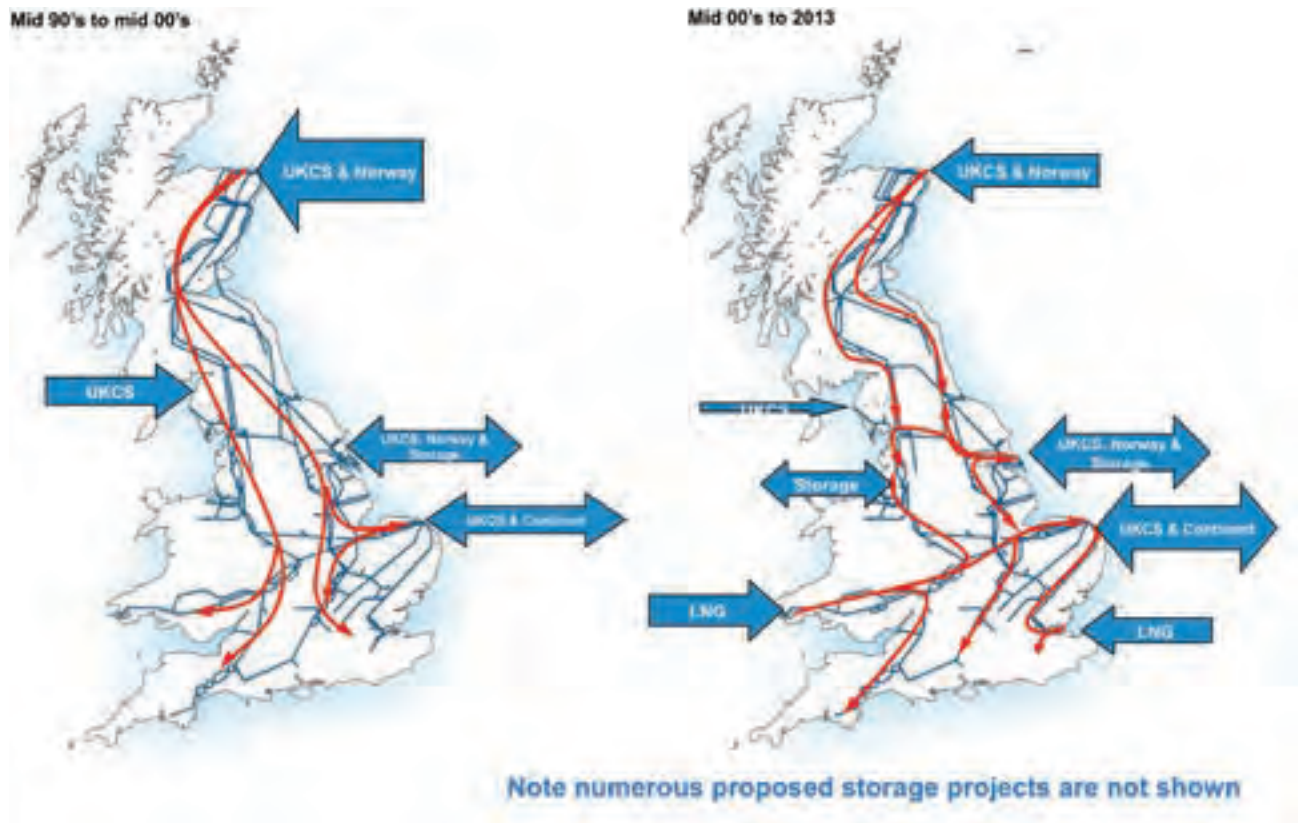 Mid 90's to mid 00's
UKCS & Norway
UKCS
UKCS, Norway &
Storage
UKCS & Continent
Mid 00's to 2013
UKCS & Norway
UKCS
UKCS, Norway &
Storage
Storage
UKCS & Continent
LNG
LNG
Note numerous proposed storage projects are not shown